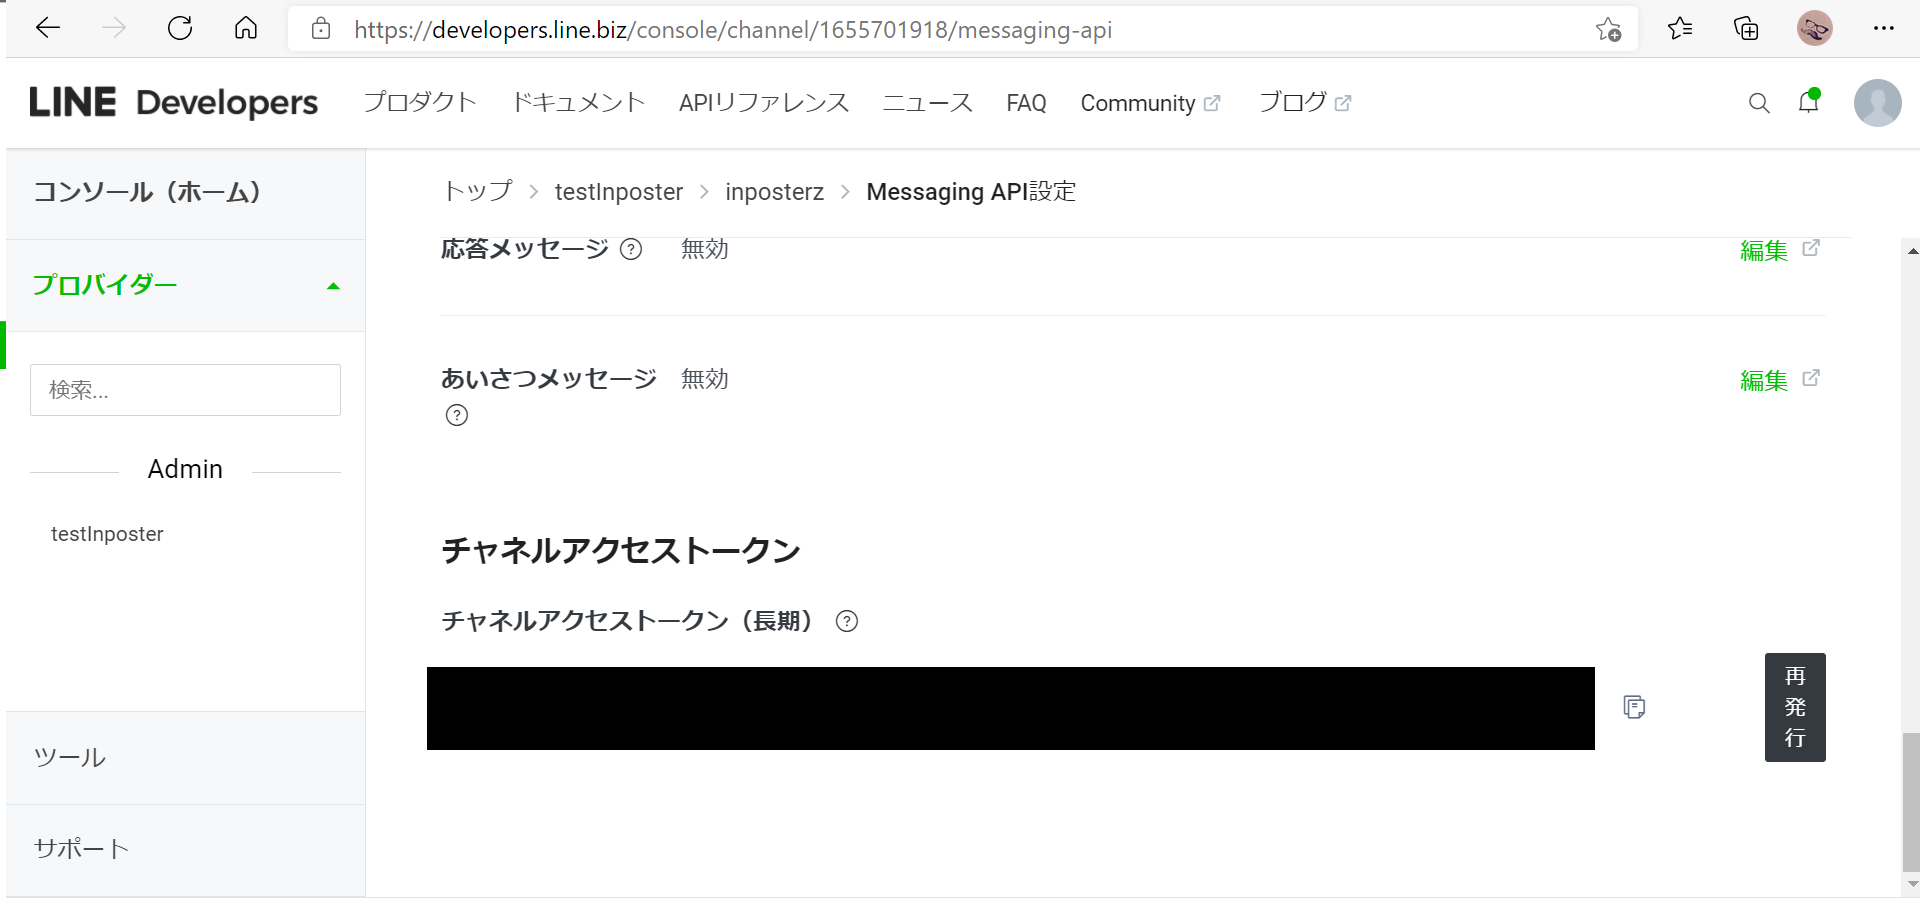 https://developers.line.biz/console/channel/1655701918/messaging-api
LINE Developers プロダクト ドキュメント APIリファレンス ニュース FAQ Community ブログ
コンソール（ホーム）
プロバイダー
検索...
Admin
testInposter
ツール
サポート
トップ > testInposter > inposterz > Messaging API設定
応答メッセージ ? 無効 編集
あいさつメッセージ 無効 編集
?
チャネルアクセストークン
チャネルアクセストークン（長期） ?
再
発
行